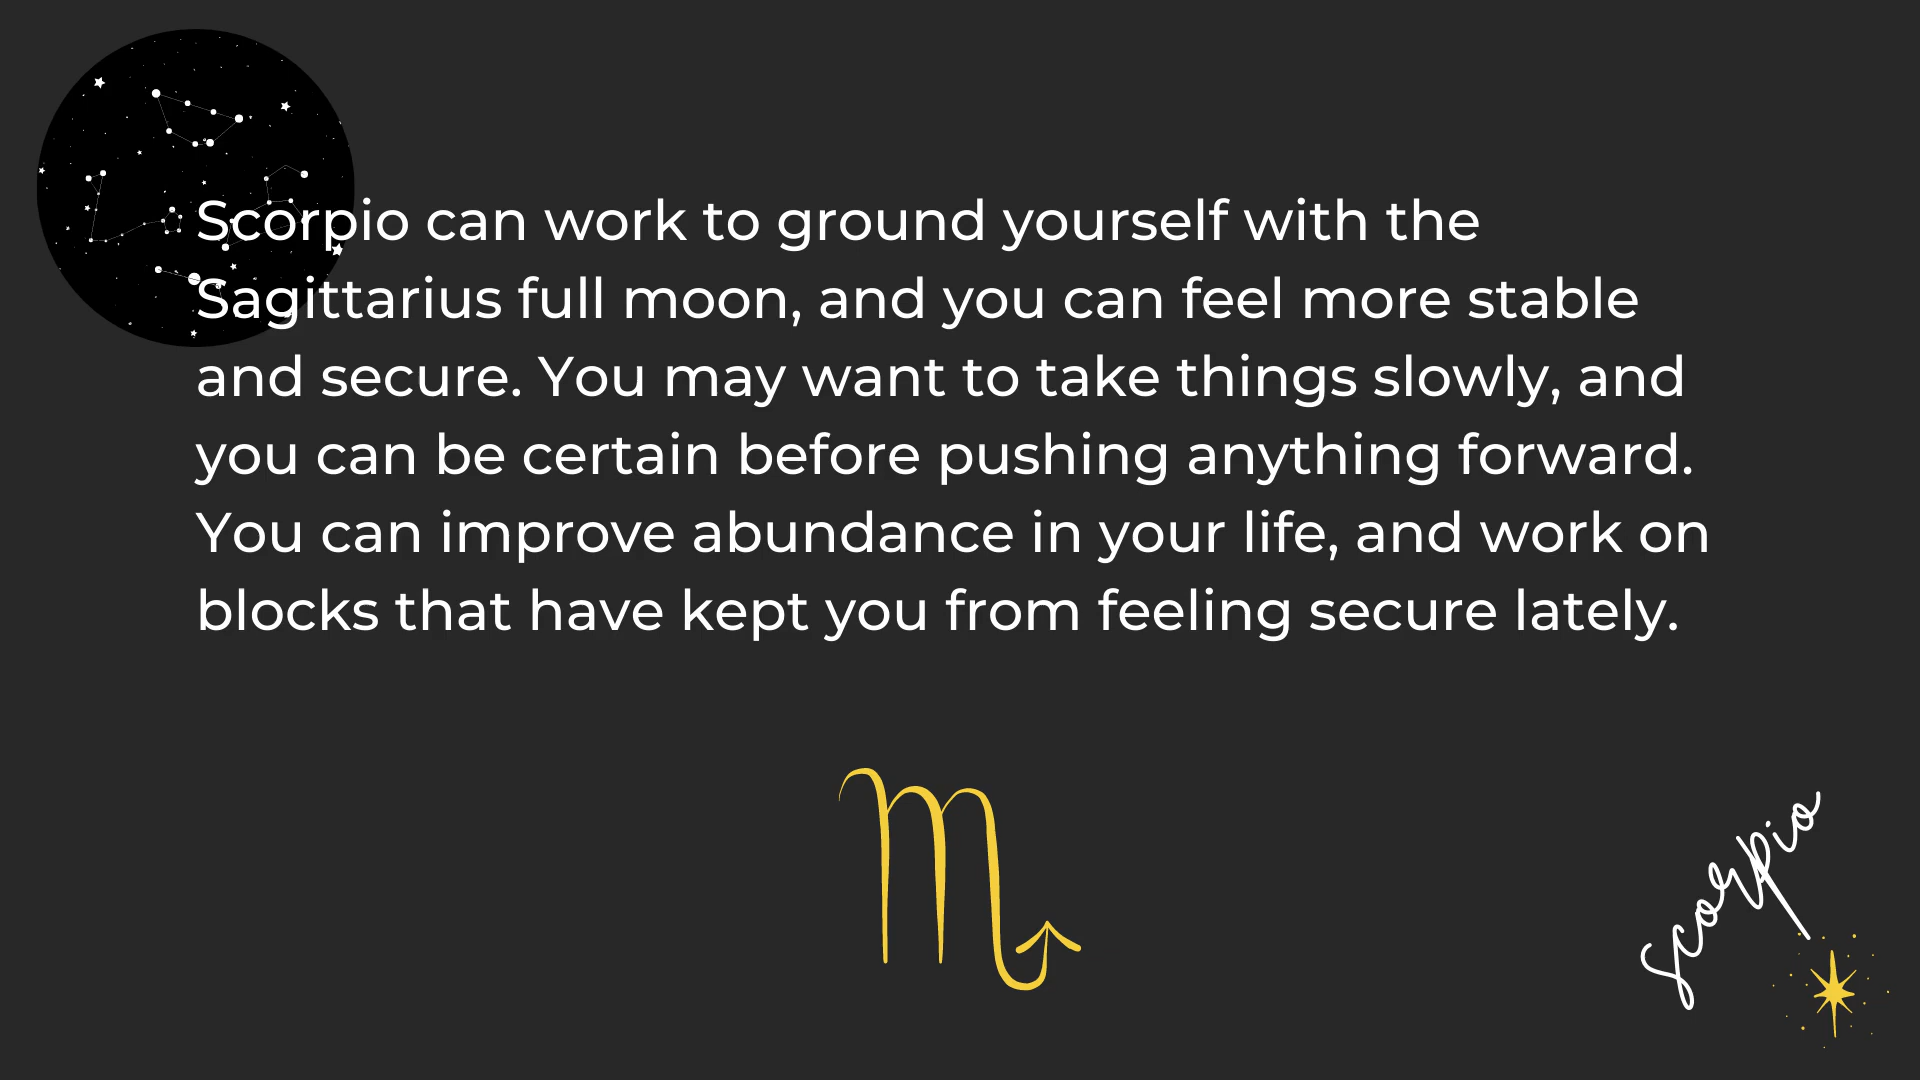 Scorpio can work to ground yourself with the
Sagittarius full moon, and you can feel more stable
and secure. You may want to take things slowly, and
you can be certain before pushing anything forward.
You can improve abundance in your life, and work on
blocks that have kept you from feeling secure lately.
scorpio